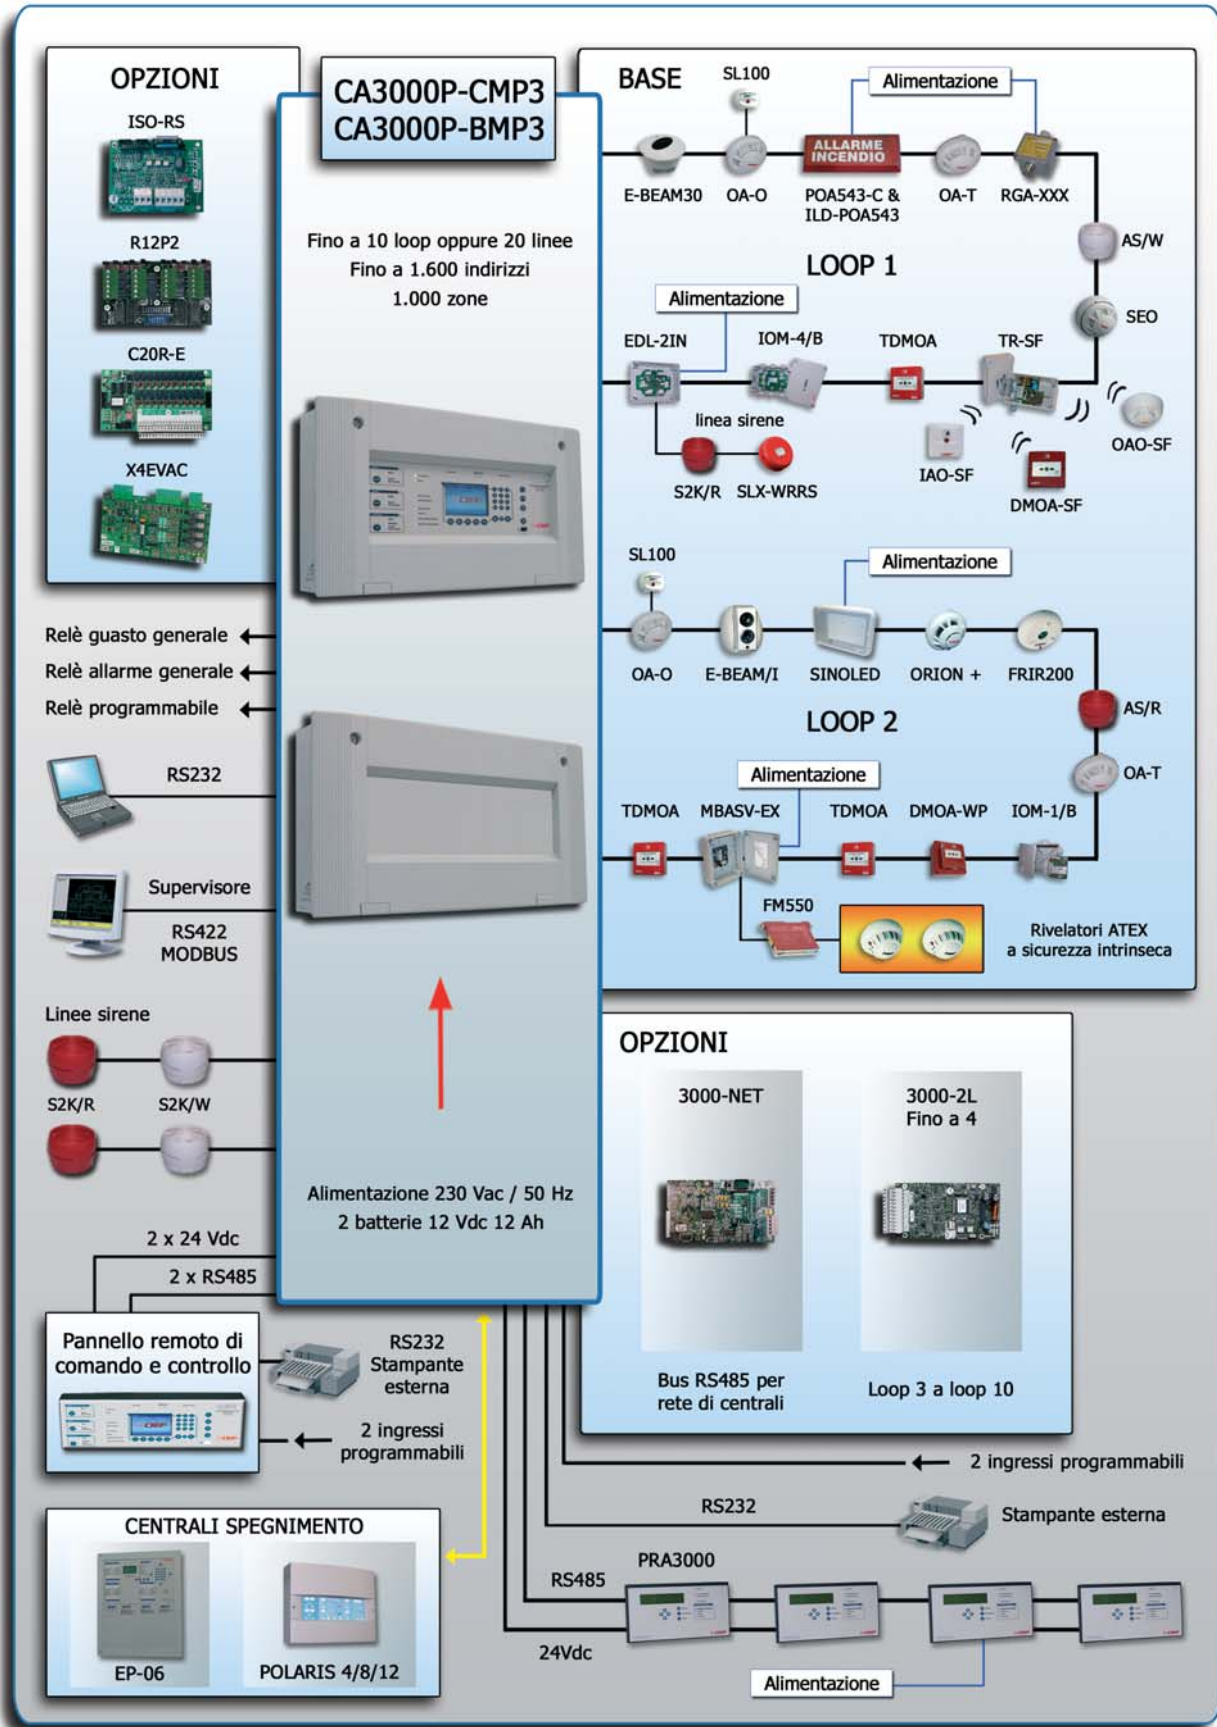 OPZIONI
ISO-RS
R12P2
C20R-E
X4EVAC
CA3000P-CMP3
CA3000P-BMP3
Fino a 10 loop oppure 20 linee
Fino a 1.600 indirizzi
1.000 zone
BASE
SL100
Alimentazione
ALLARME
INCENDIO
E-BEAM30
OA-O
POA543-C &
ILD-POA543
OA-T
RGA-XXX
AS/W
LOOP 1
SEO
Alimentazione
EDL-2IN
IOM-4/B
TDMOA
TR-SF
linea sirene
S2K/R
SLX-WRRS
IAO-SF
DMOA-SF
OAO-SF
SL100
Alimentazione
OA-O
E-BEAM/I
SINOLED
ORION +
FRIR200
AS/R
LOOP 2
OA-T
Alimentazione
TDMOA
MBASV-EX
TDMOA
DMOA-WP
IOM-1/B
FM550
Rivelatori ATEX
a sicurezza intrinseca
Relè guasto generale
Relè allarme generale
Relè programmabile
RS232
Supervisore
RS422
MODBUS
Linee sirene
S2K/R
S2K/W
Alimentazione 230 Vac / 50 Hz
2 batterie 12 Vdc 12 Ah
2 x 24 Vdc
2 x RS485
Pannello remoto di
comando e controllo
RS232
Stampante
esterna
2 ingressi
programmabili
OPZIONI
3000-NET
Bus RS485 per
rete di centrali
3000-2L
Fino a 4
Loop 3 a loop 10
2 ingressi programmabili
RS232
Stampante esterna
CENTRALI SPEGNIMENTO
EP-06
POLARIS 4/8/12
PRA3000
RS485
24Vdc
Alimentazione